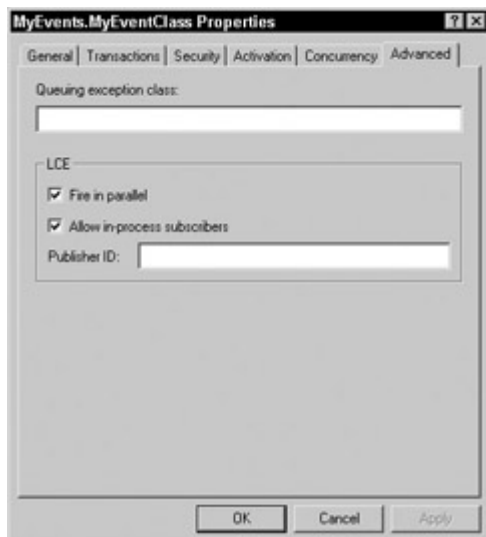 MyEvents.MyEventClass Properties
General Transactions Security Activation Concurrency Advanced
Queuing exception class:
LCE
Fire in parallel
Allow in-process subscribers
Publisher ID:
OK Cancel Apply